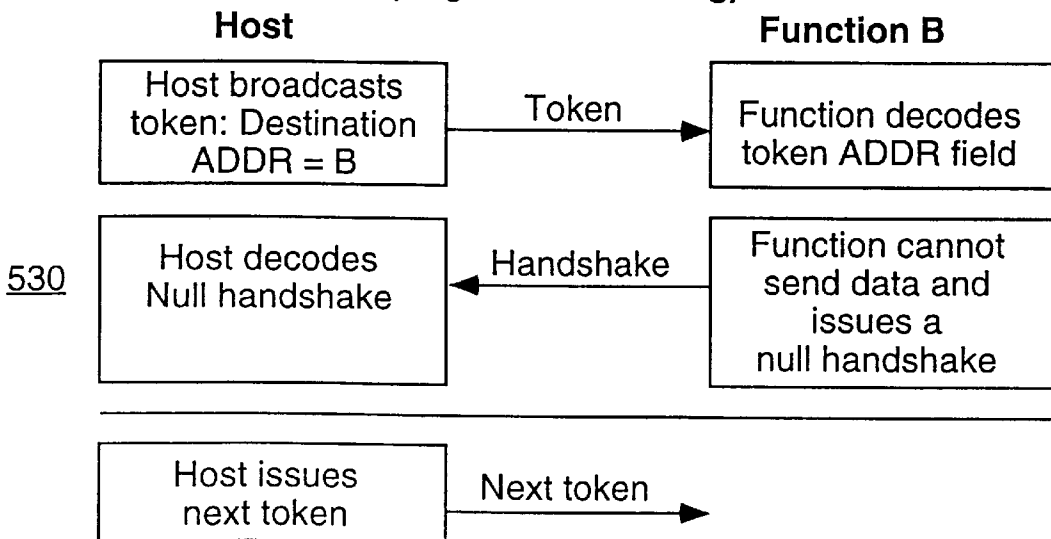 Host
Function B
Host broadcasts
token: Destination
ADDR = B
Token
Function decodes
token ADDR field
530
Host decodes
Null handshake
Handshake
Function cannot
send data and
issues a
null handshake
Host issues
next token
Next token